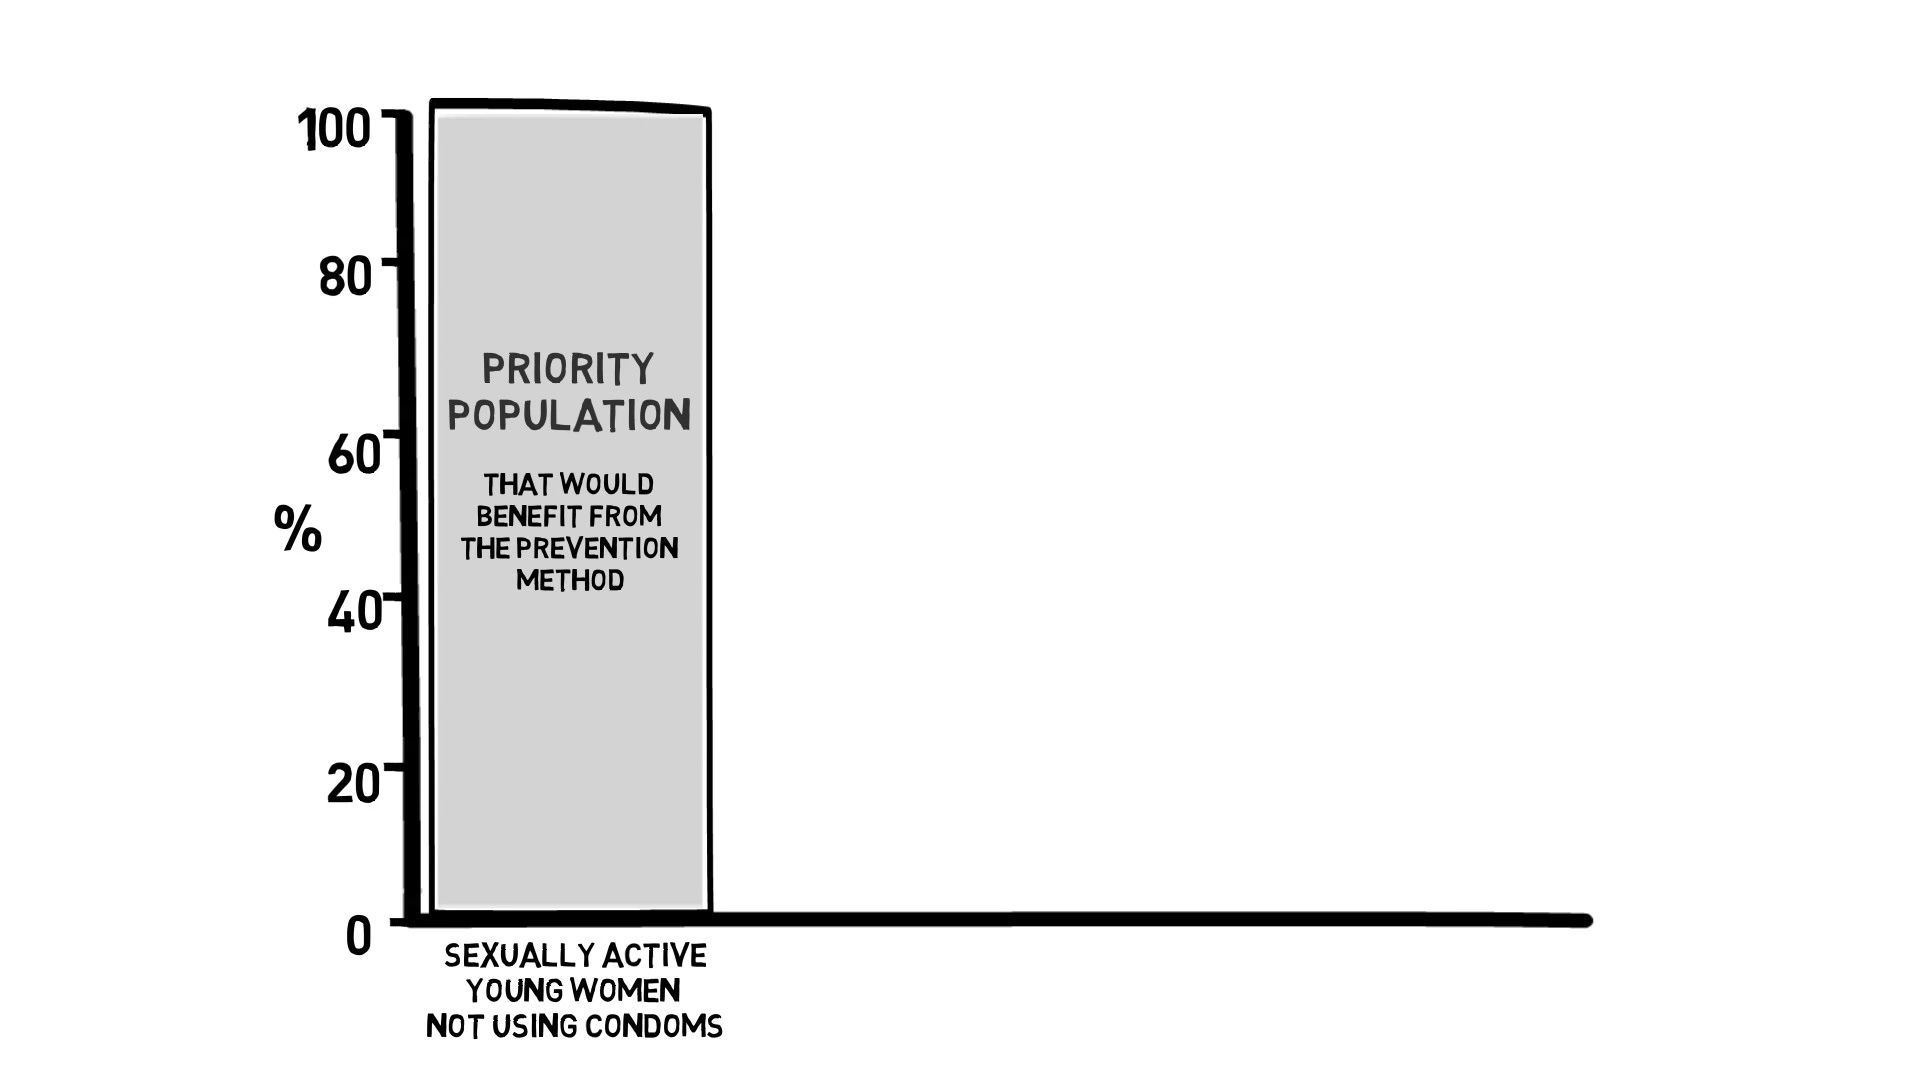 100
80
60
%
40
20
0
PRIORITY
POPULATION
THAT WOULD
BENEFIT FROM
THE PREVENTION
METHOD
SEXUALLY ACTIVE
YOUNG WOMEN
NOT USING CONDOMS